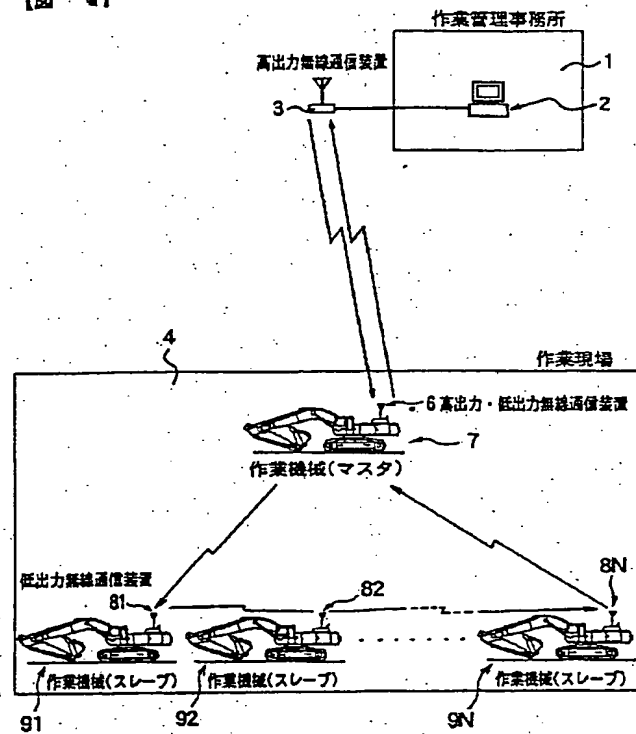 作業管理事務所
高出力無線通信装置
1
3
2
4
作業現場
6 高出力・低出力無線通信装置
7
作業機械(マスタ)
低出力無線通信装置
81
82
8N
作業機械(スレーブ)
作業機械(スレーブ)
作業機械(スレーブ)
91
92
9N